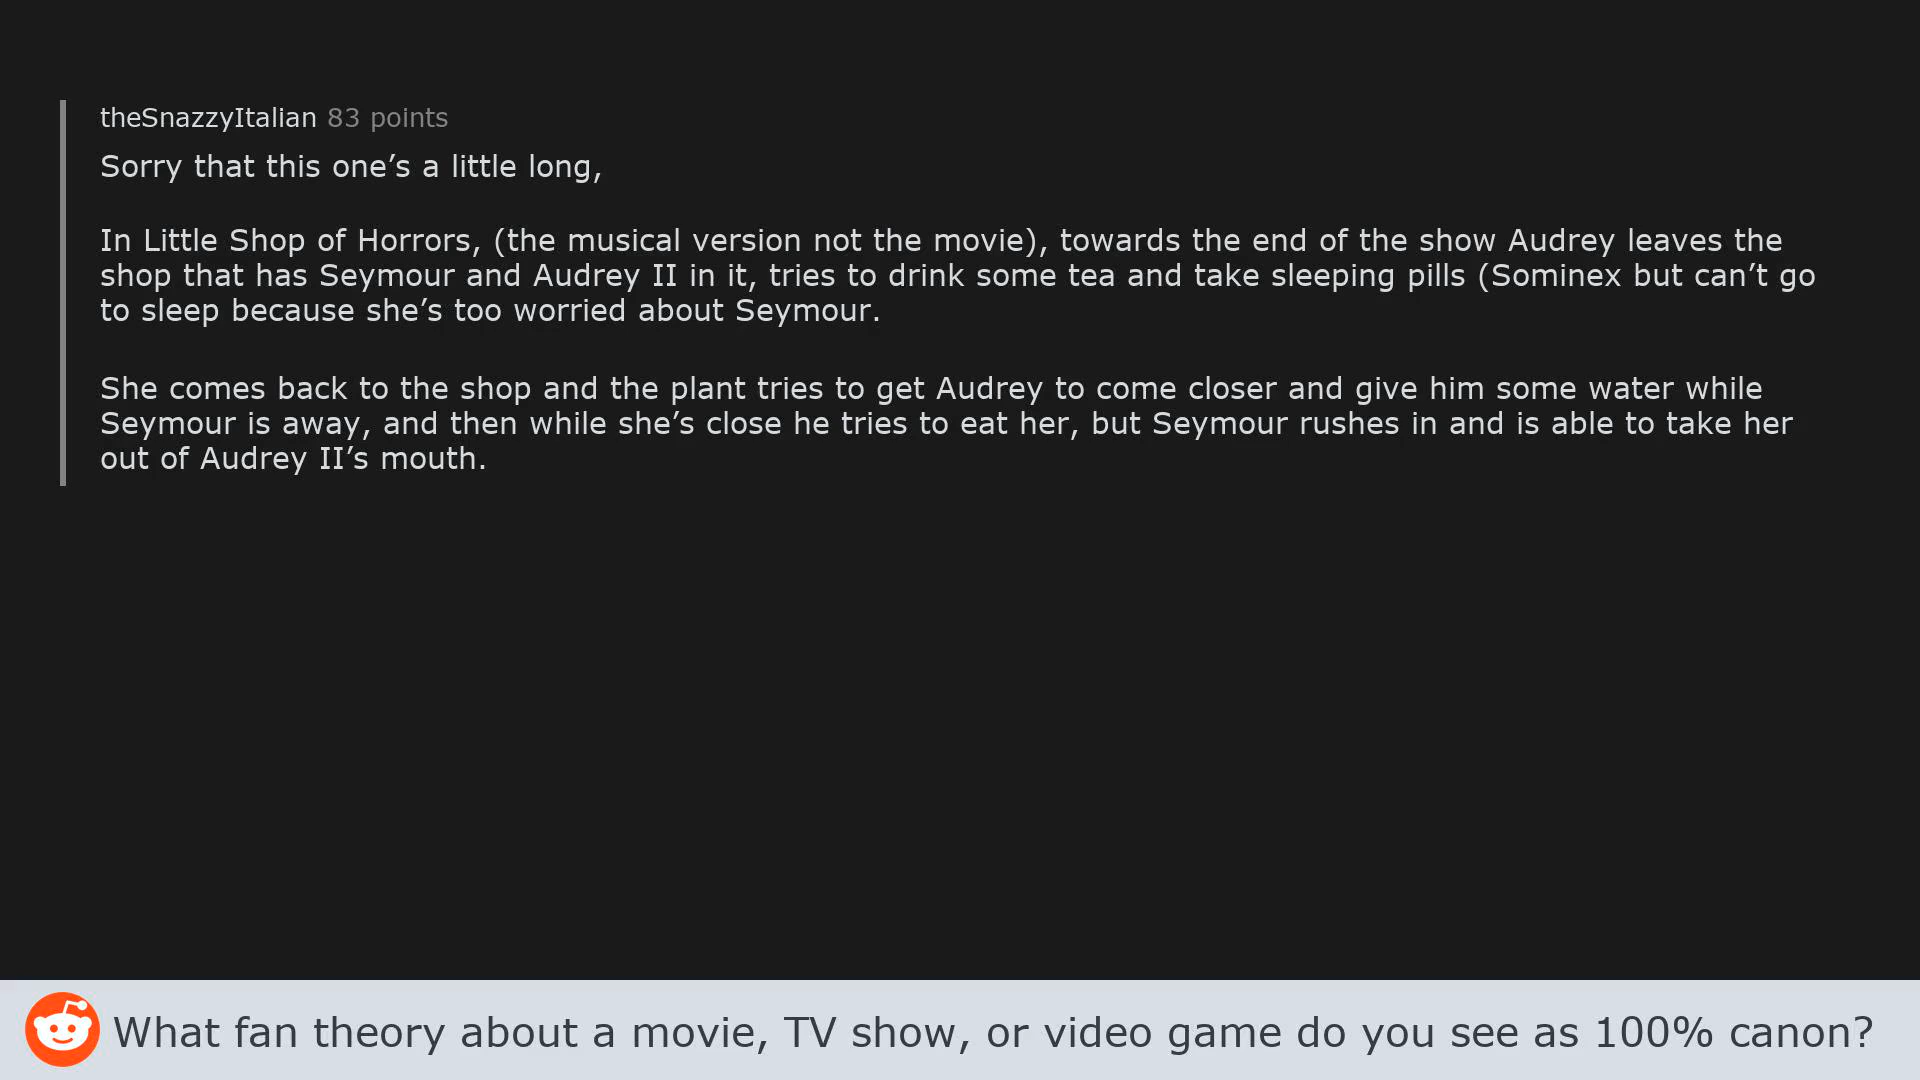 theSnazzyItalian 83 points
Sorry that this one’s a little long,
In Little Shop of Horrors, (the musical version not the movie), towards the end of the show Audrey leaves the
shop that has Seymour and Audrey II in it, tries to drink some tea and take sleeping pills (Sominex but can’t go
to sleep because she’s too worried about Seymour.
She comes back to the shop and the plant tries to get Audrey to come closer and give him some water while
Seymour is away, and then while she’s close he tries to eat her, but Seymour rushes in and is able to take her
out of Audrey II’s mouth.
What fan theory about a movie, TV show, or video game do you see as 100% canon?